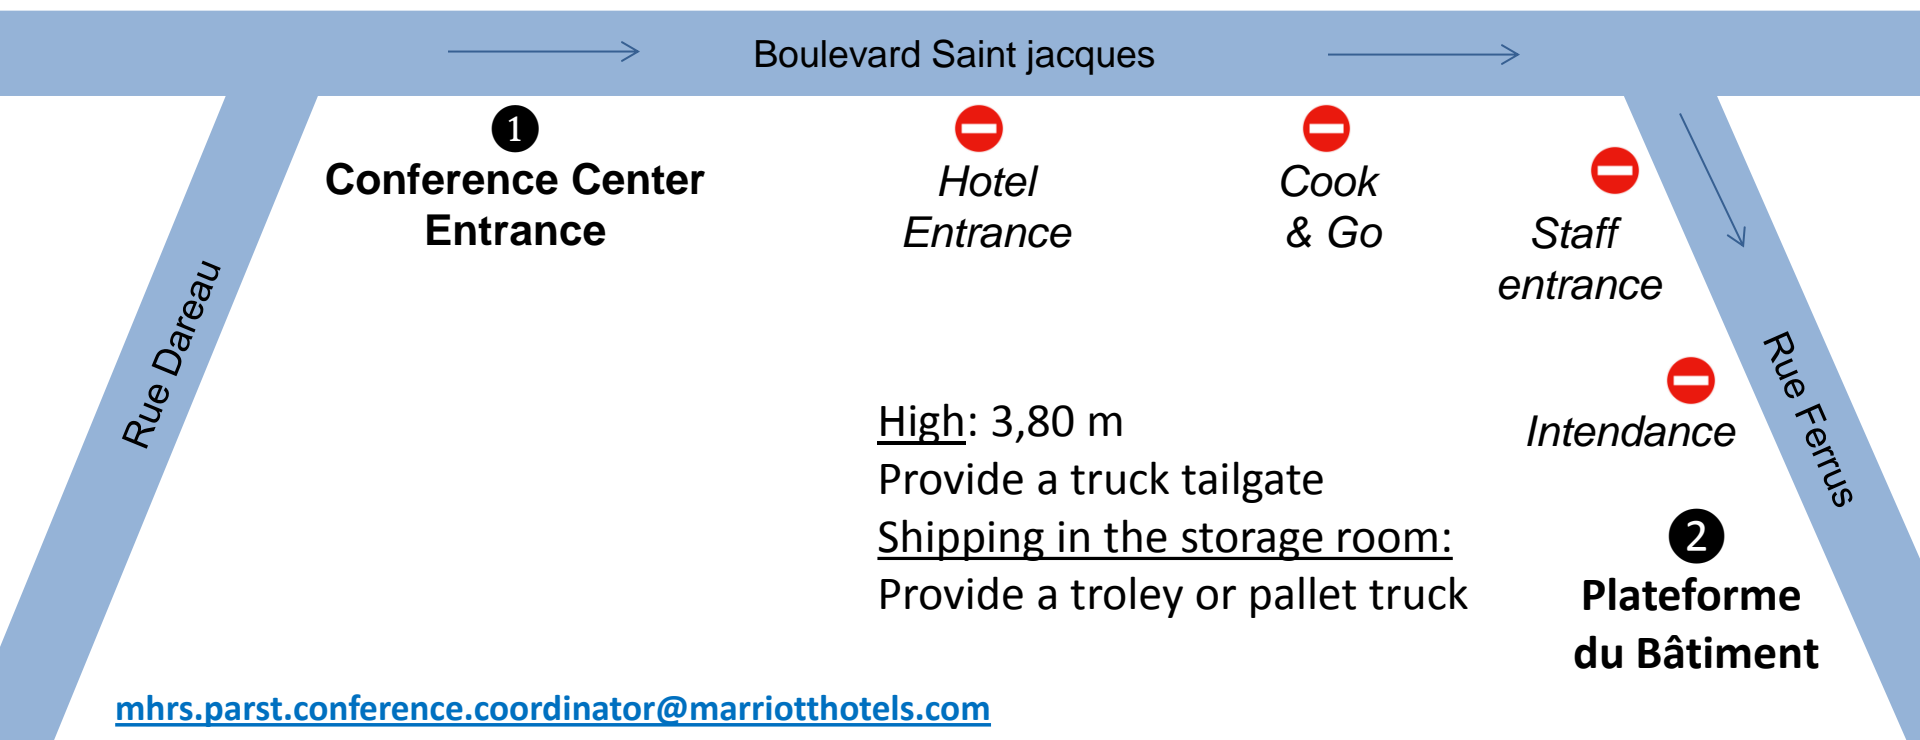 Boulevard Saint jacques
❶
Conference Center
Entrance
Hotel
Entrance
Cook
& Go
Staff
entrance
Rue Dareau
Intendance
Rue Ferrus
High: 3,80 m
Provide a truck tailgate
Shipping in the storage room:
Provide a troley or pallet truck
❷
Plateforme
du Bâtiment
mhrs.parst.conference.coordinator@marriotthotels.com